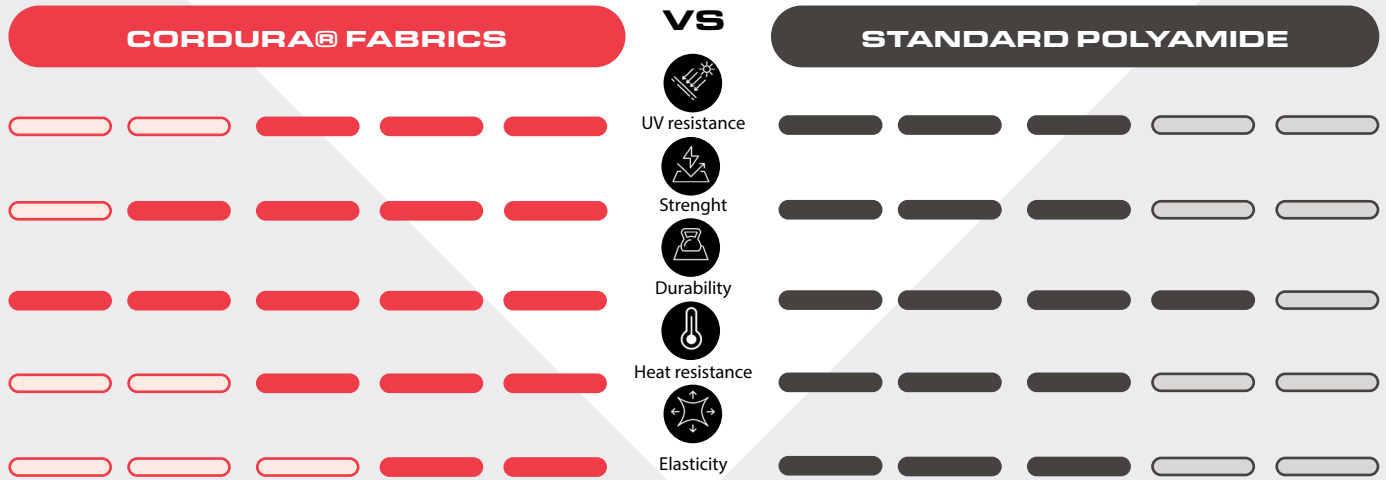 CORDURA® FABRICS
VS
STANDARD POLYAMIDE
UV resistance
Strenght
Durability
Heat resistance
Elasticity